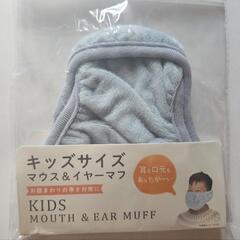 キッズサイズ
マウス&イヤーマフ
お顔まわりの寒さ対策に
KIDS
MOUTH & EAR MUFF
耳も口元も
あったか〜い